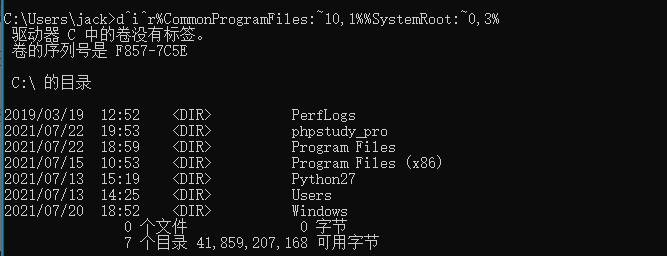 C:\Users\jack>d^i^r%CommonProgramFiles:~10,1%%SystemRoot:~0,3%
驱动器 C 中的卷没有标签。
卷的序列号是 F857-7C5E
C:\ 的目录
2019/03/19  12:52    <DIR>          PerfLogs
2021/07/22  19:53    <DIR>          phpstudy_pro
2021/07/22  18:59    <DIR>          Program Files
2021/07/15  10:53    <DIR>          Program Files (x86)
2021/07/13  15:19    <DIR>          Python27
2021/07/13  14:25    <DIR>          Users
2021/07/20  18:52    <DIR>          Windows
0 个文件              0 字节
7 个目录 41,859,207,168 可用字节